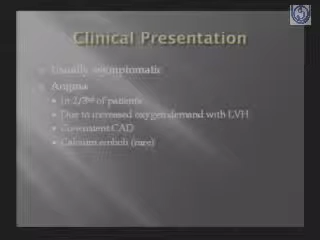 Clinical Presentation
Usually asymptomatic
Angina
In 2/3rd of patients
Due to increased oxygen demand with LVH
Coexistent CAD
Calcium emboli (rare)